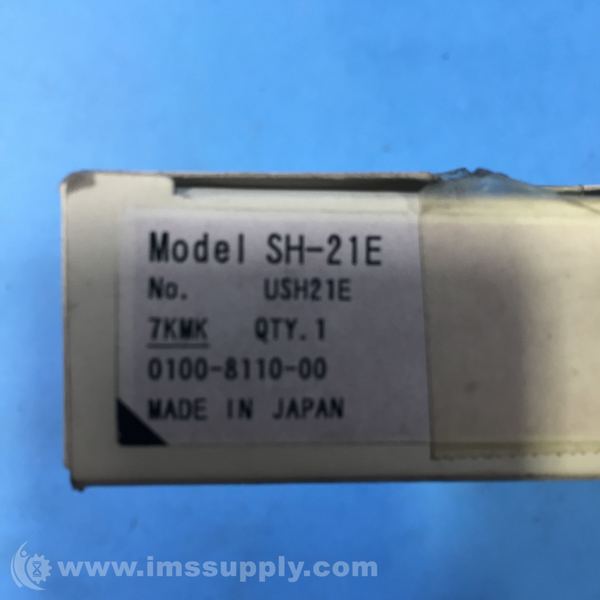 Model SH-21E
No. USH21E
7KMK QTY.1
0100-8110-00
MADE IN JAPAN
www.imssupply.com